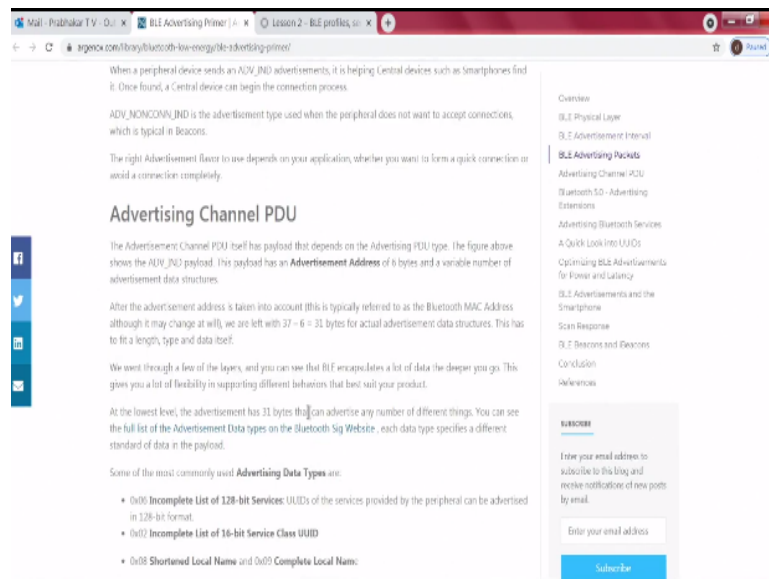 Mail - Prabhakar T V - Out
BLE Advertising Primer | A
Lesson 2 - BLE profiles, se
argenox.com/library/bluetooth-low-energy/ble-advertising-primer/
Paused
When a peripheral device sends an ADV_IND advertisements, it is helping Central devices such as Smartphones find
it. Once found, a Central device can begin the connection process
ADV_NONCONN_IND is the advertisement type used when the peripheral does not want to accept connections,
which is typical in Beacons.
The right Advertisement flavor to use depends on your application, whether you want to form a quick connection or
avoid a connection completely.
Advertising Channel PDU
The Advertisement Channel PDU itself has payload that depends on the Advertising PDU type. The figure above
shows the ADV_IND payload. This payload has an Advertisement Address of 6 bytes and a variable number of
advertisement data structures.
After the advertisement address is taken into account (this is typically referred to as the Bluetooth MAC Address
although it may change at will), we are left with 37 – 6 = 31 bytes for actual advertisement data structures. This has
to fit a length, type and data itself.
We went through a few of the layers, and you can see that BLE encapsulates a lot of data the deeper you go. This
gives you a lot of flexibility in supporting different behaviors that best suit your product.
At the lowest level, the advertisement has 31 bytes that can advertise any number of different things. You can see
the full list of the Advertisement Data types on the Bluetooth Sig Website , each data type specifies a different
standard of data in the payload.
Some of the most commonly used Advertising Data Types are:
• 0x06 Incomplete List of 128-bit Services: UUIDs of the services provided by the peripheral can be advertised
in 128-bit format.
• 0x02 Incomplete List of 16-bit Service Class UUID
• 0x08 Shortened Local Name and 0x09 Complete Local Name:
Overview
BLE Physical Layer
BLE Advertisement Interval
BLE Advertising Packets
Advertising Channel PDU
Bluetooth 5.0 - Advertising
Extensions
Advertising Bluetooth Services
A Quick Look into UUIDs
Optimizing BLE Advertisements
for Power and Latency
BLE Advertisements and the
Smartphone
Scan Response
BLE Beacons and iBeacons
Conclusion
References
SUBSCRIBE
Enter your email address to
subscribe to this blog and
receive notifications of new posts
by email.
Enter your email address
Subscribe